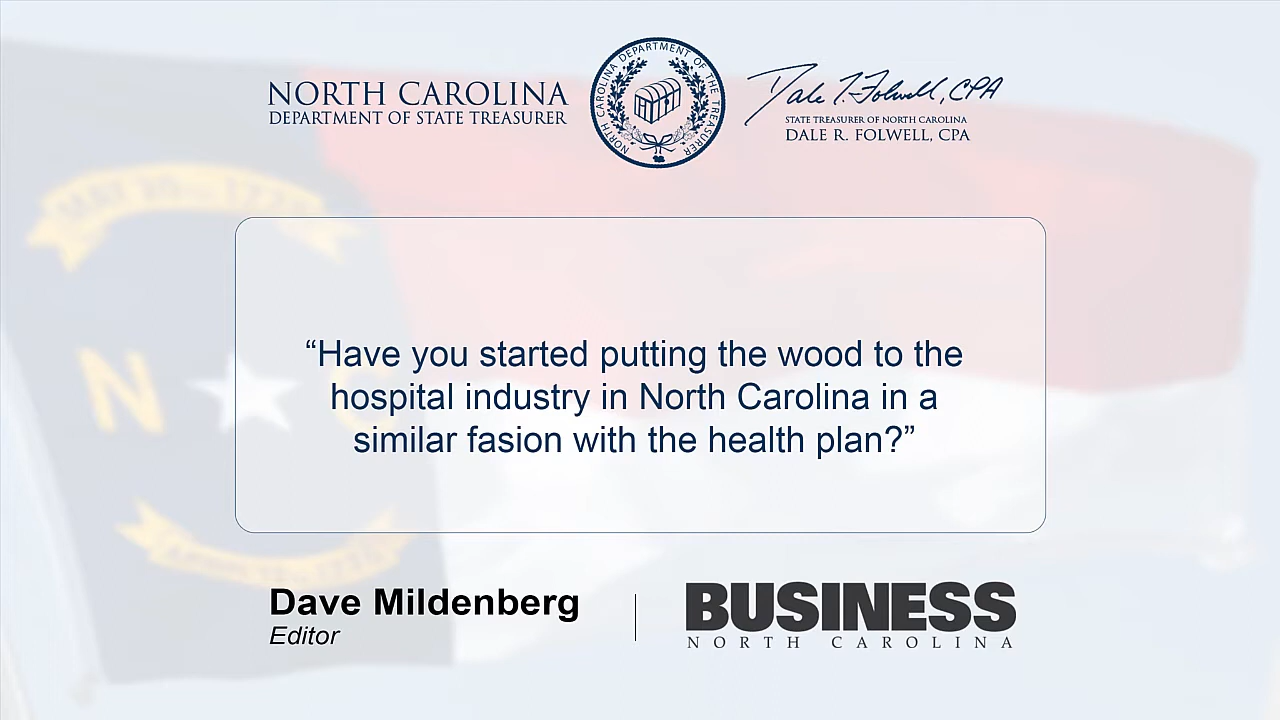 NORTH CAROLINA
DEPARTMENT OF STATE TREASURER
NORTH CAROLINA DEPARTMENT OF THE TREASURER
Dale R. Folwell, CPA
STATE TREASURER OF NORTH CAROLINA
DALE R. FOLWELL, CPA
“Have you started putting the wood to the
hospital industry in North Carolina in a
similar fasion with the health plan?”
N
C
Dave Mildenberg
Editor
BUSINESS
NORTH CAROLINA